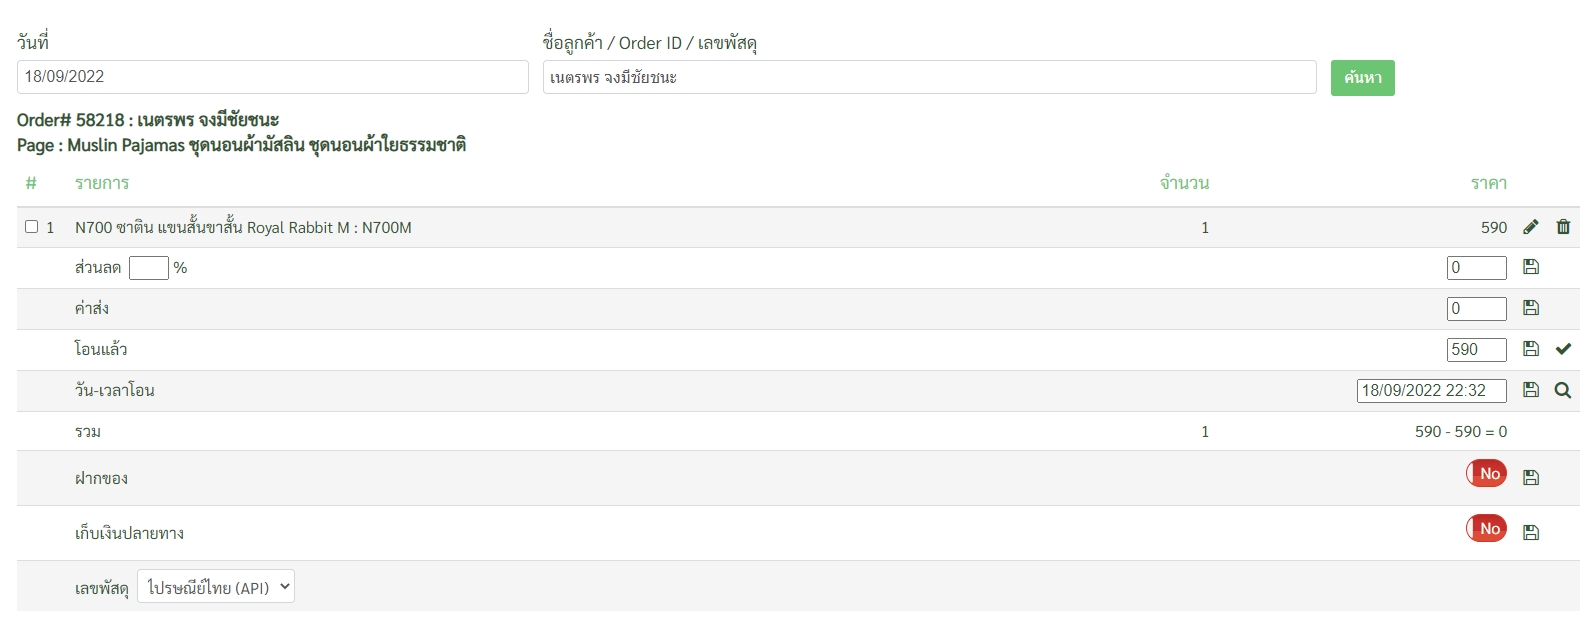 วันที่ ชื่อลูกค้า / Order ID / เลขพัสดุ
18/09/2022 เนตรพร จงมีชัยชนะ ค้นหา
Order# 58218 : เนตรพร จงมีชัยชนะ
Page : Muslin Pajamas ชุดนอนผ้ามัสลิน ชุดนอนผ้าใยธรรมชาติ
# รายการ จำนวน ราคา
1 N700 ซาติน แขนสั้นขาสั้น Royal Rabbit M : N700M 1 590
ส่วนลด % 0
ค่าส่ง 0
โอนแล้ว 590
วัน-เวลาโอน 18/09/2022 22:32
รวม 1 590 - 590 = 0
ฝากของ No
เก็บเงินปลายทาง No
เลขพัสดุ ไปรษณีย์ไทย (API)